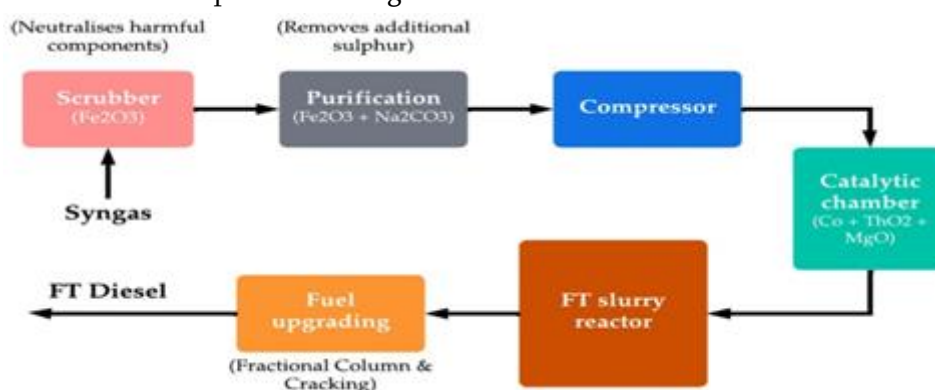 (Neutralises harmful
components)
(Removes additional
sulphur)
Scrubber
(Fe2O3)
Purification
(Fe2O3 + Na2CO3)
Compressor
Catalytic
chamber
(Co + ThO2 +
MgO)
Syngas
FT Diesel
Fuel
upgrading
FT slurry
reactor
(Fractional Column &
Cracking)